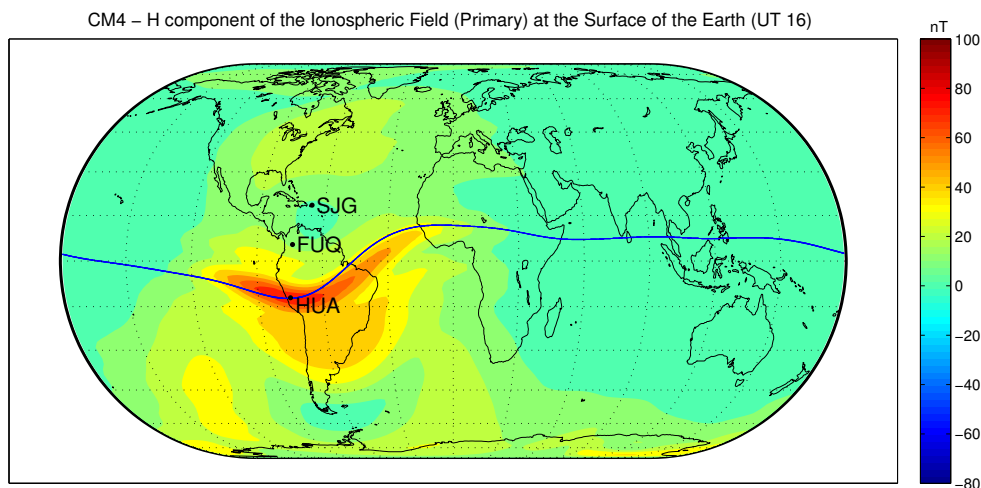 CM4 – H component of the Ionospheric Field (Primary) at the Surface of the Earth (UT 16)
nT
100
80
60
40
20
0
−20
−40
−60
−80
SJG
FUQ
HUA